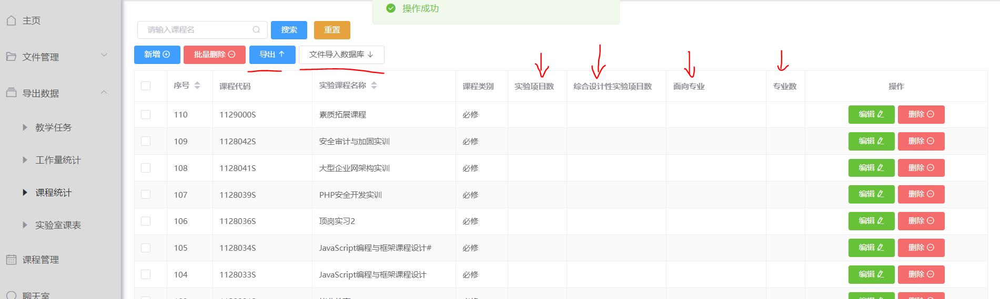 操作成功
主页
文件管理
导出数据
教学任务
工作量统计
课程统计
实验室课表
课程管理
聊天室
请输入课程名 搜索 重置
新增 批量删除 导出 文件导入数据库
序号 课程代码 实验课程名称 课程类别 实验项目数 综合设计性实验项目数 面向专业 专业数 操作
110 1129000S 素质拓展课程 必修 编辑 删除
109 1128042S 安全审计与加固实训 必修 编辑 删除
108 1128041S 大型企业网架构实训 必修 编辑 删除
107 1128039S PHP安全开发实训 必修 编辑 删除
106 1128036S 顶岗实习2 必修 编辑 删除
105 1128034S JavaScript编程与框架课程设计# 必修 编辑 删除
104 1128033S JavaScript编程与框架课程设计 必修 编辑 删除